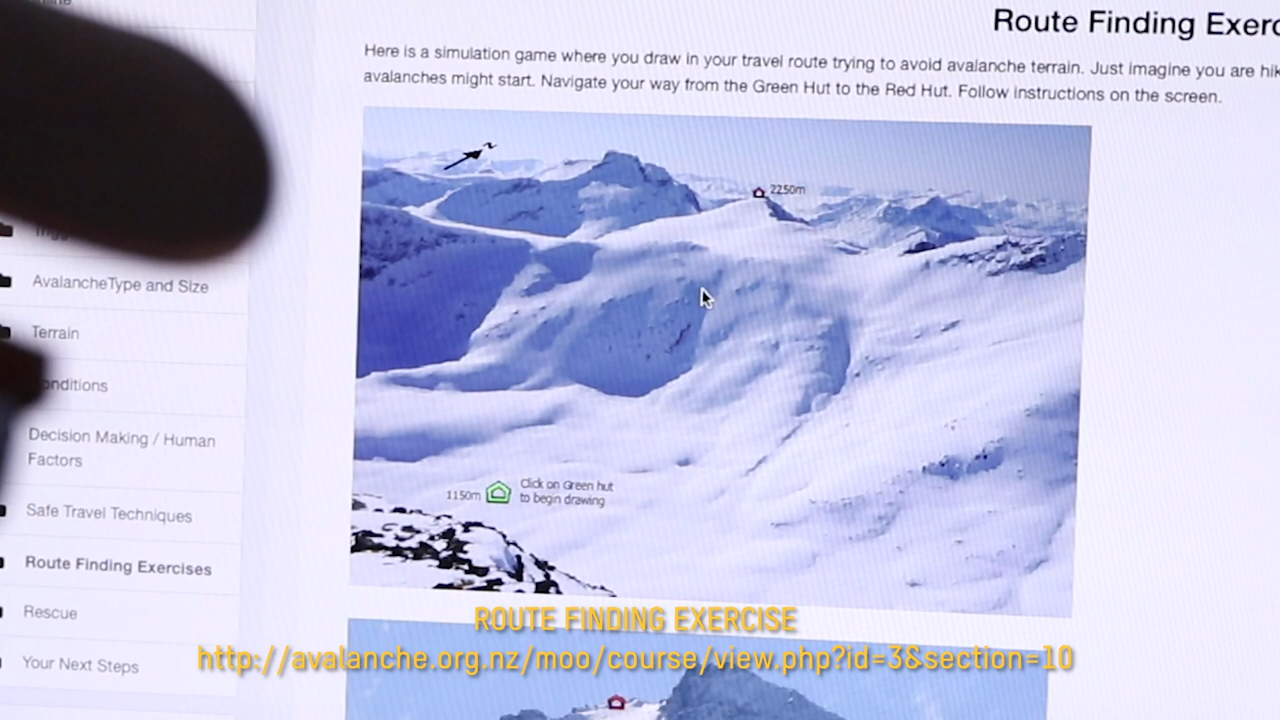 Route Finding
Here is a simulation game where you draw in your travel route trying to avoid avalanche terrain. Just imagine you are
avalanches might start. Navigate your way from the Green Hut to the Red Hut. Follow instructions on the screen.
2250m
AvalancheType and Size
Terrain
Decision Making / Human
Factors
1150m
Click on Green hut
to begin drawing
Safe Travel Techniques
Route Finding Exercises
Rescue
Your Next Steps
ROUTE FINDING EXERCISE
http://avalanche.org.nz/moo/course/view.php?id=3&section=10